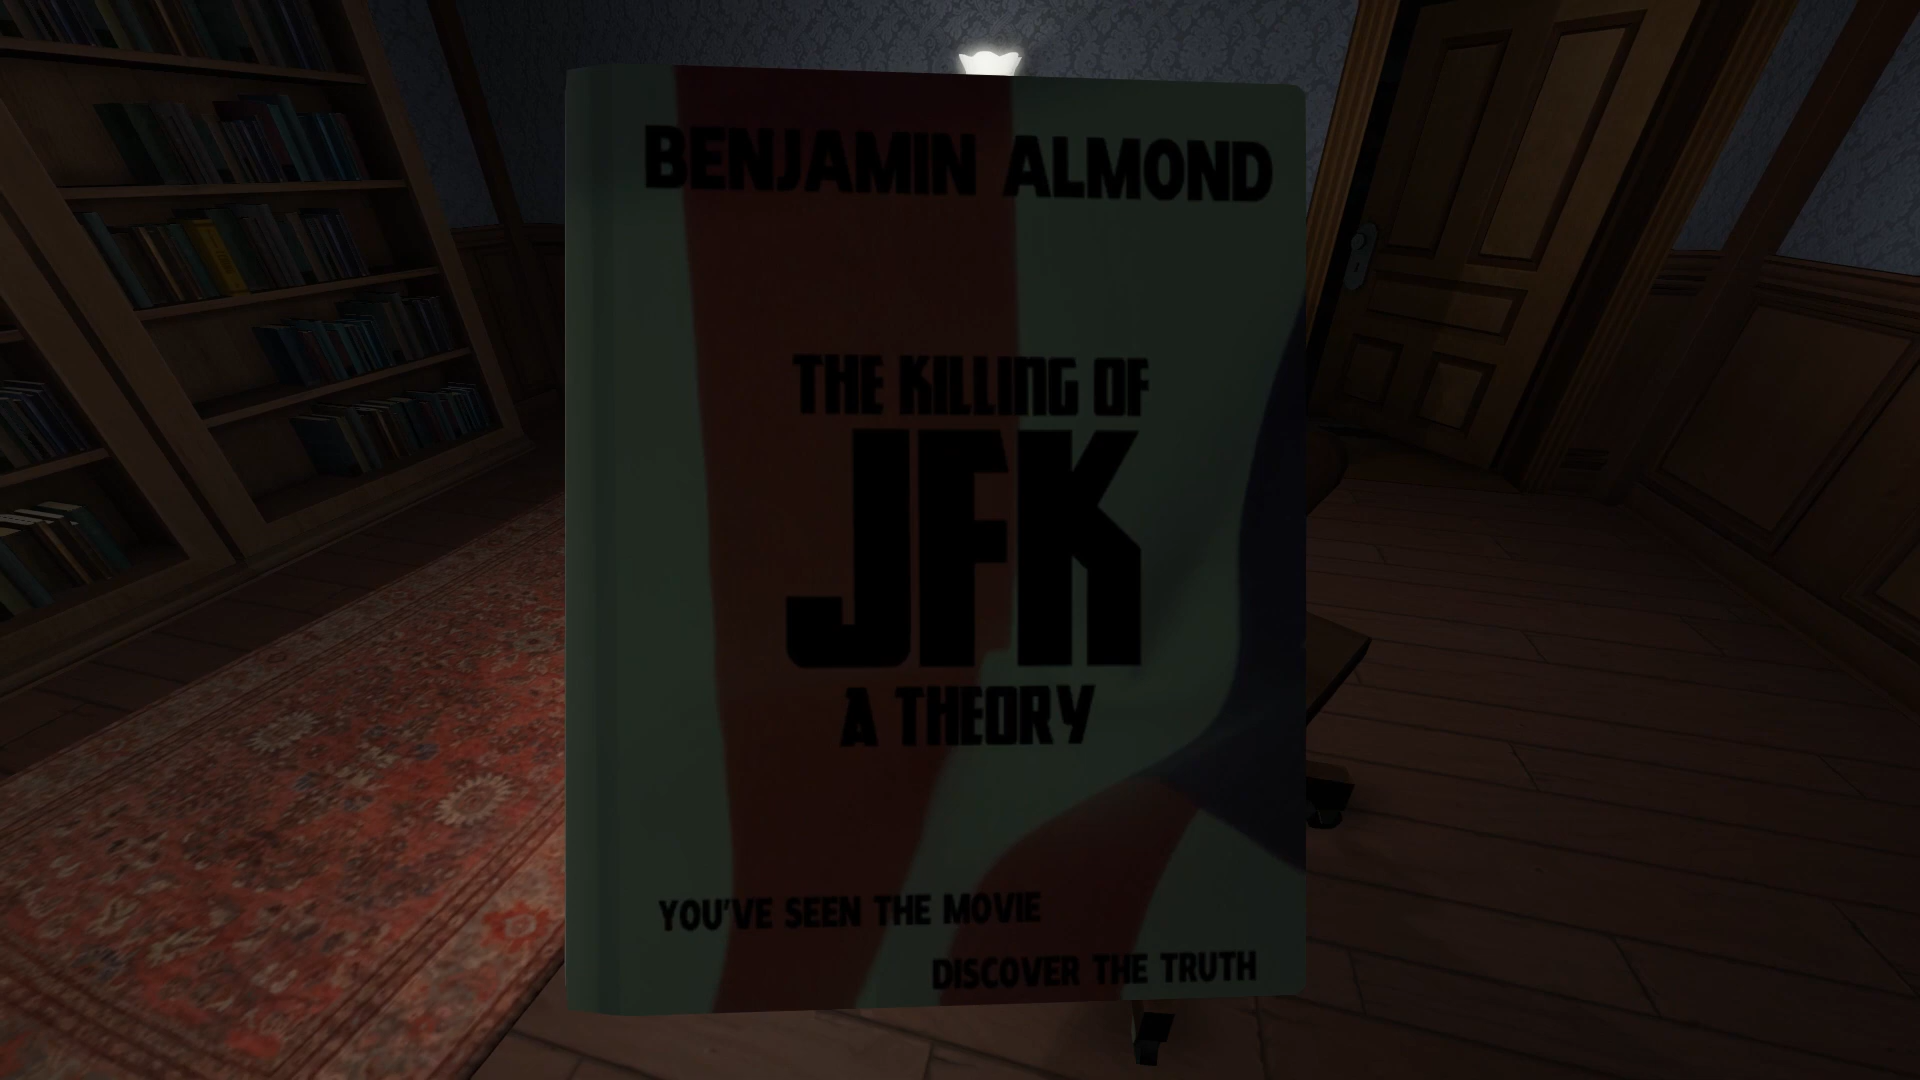 BENJAMIN ALMOND
THE KILLING OF
JFK
A THEORY
YOU'VE SEEN THE MOVIE
DISCOVER THE TRUTH